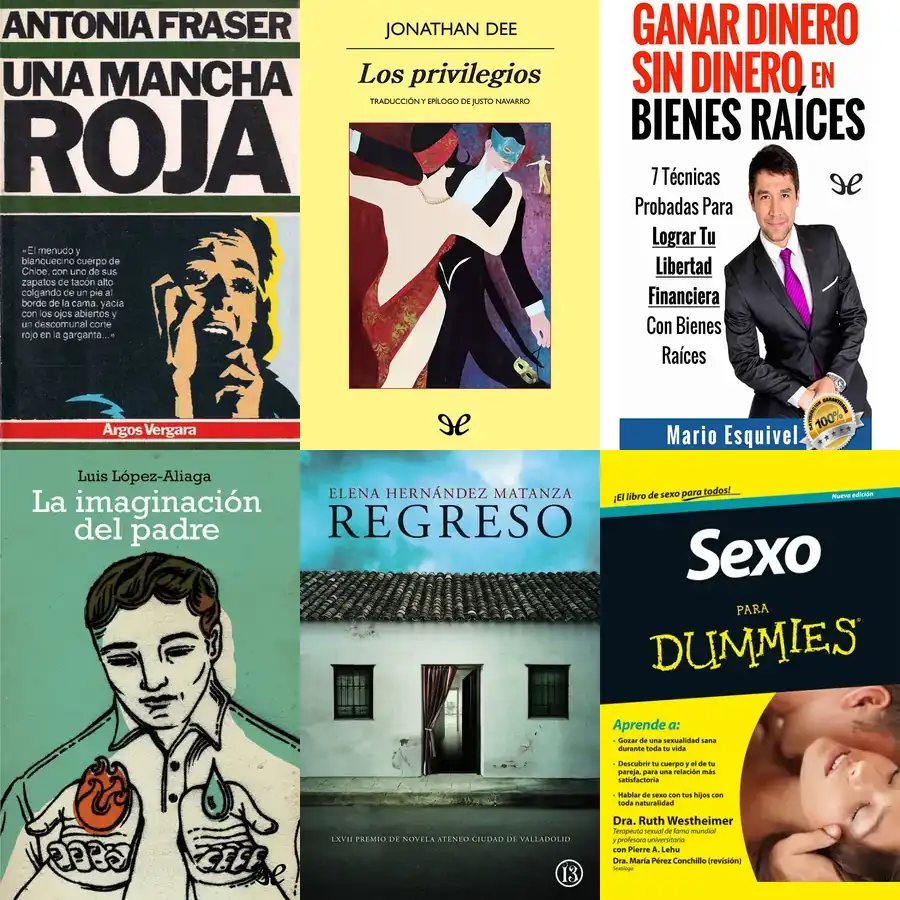 ANTONIA FRASER
UNA MANCHA
ROJA
«El menudo y
blanquecino cuerpo de
Chloe, con uno de sus
zapatos de tacón alto
colgando de un pie al
borde de la cama, yacía
con los ojos abiertos y
un descomunal corte
rojo en la garganta...»
Argos Vergara
JONATHAN DEE
Los privilegios
TRADUCCIÓN Y EPÍLOGO DE JUSTO NAVARRO
GANAR DINERO
SIN DINERO EN
BIENES RAÍCES
7 Técnicas
Probadas Para
Lograr Tu
Libertad
Financiera
Con Bienes
Raíces
100%
Mario Esquivel
Luis López-Aliaga
La imaginación
del padre
ELENA HERNÁNDEZ MATANZA
REGRESO
LXVII PREMIO DE NOVELA ATENEO CIUDAD DE VALLADOLID
13
¡El libro de sexo para todos!
Nueva edición
Sexo
PARA
DUMMIES®
Aprende a:
· Gozar de una sexualidad sana
durante toda tu vida
· Descubrir tu cuerpo y el de tu
pareja, para una relación más
satisfactoria
· Hablar de sexo con tus hijos con
toda naturalidad
Dra. Ruth Westheimer
Terapeuta sexual de fama mundial
y profesora universitaria
con Pierre A. Lehu
Dra. María Pérez Conchillo (revisión)
Sexóloga